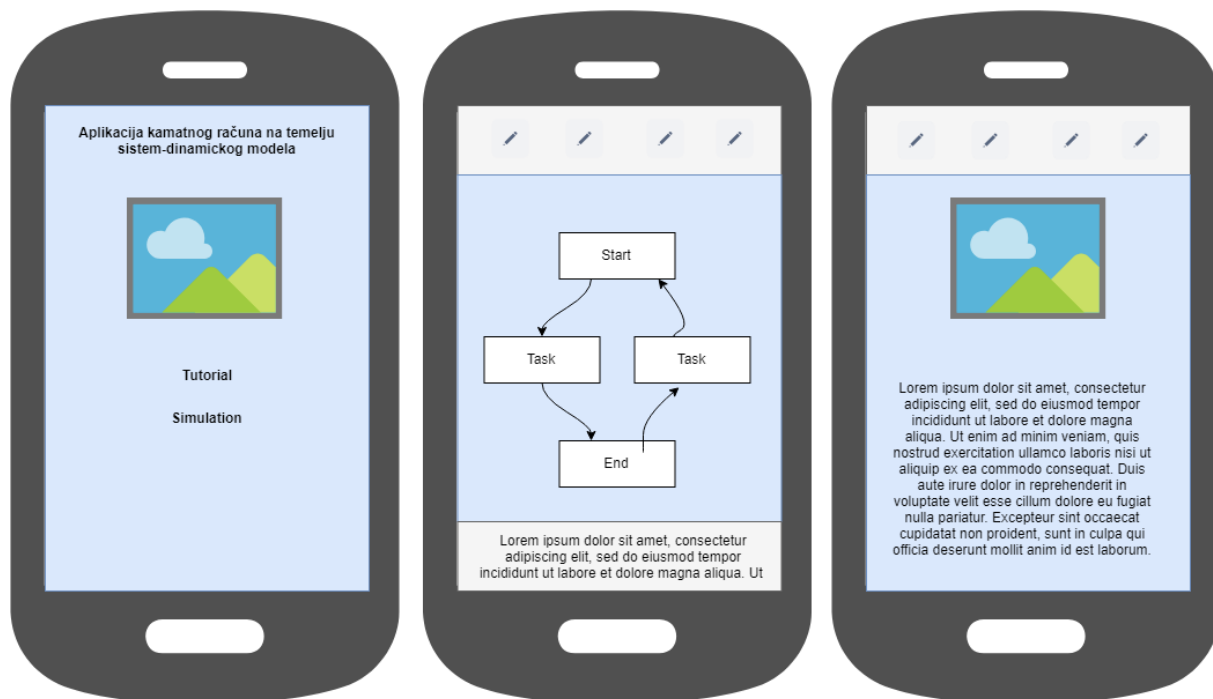 Aplikacija kamatnog računa na temelju
sistem-dinamickog modela
Tutorial
Simulation
Start
Task
Task
End
Lorem ipsum dolor sit amet, consectetur
adipiscing elit, sed do eiusmod tempor
incididunt ut labore et dolore magna aliqua. Ut
Lorem ipsum dolor sit amet, consectetur
adipiscing elit, sed do eiusmod tempor
incididunt ut labore et dolore magna
aliqua. Ut enim ad minim veniam, quis
nostrud exercitation ullamco laboris nisi ut
aliquip ex ea commodo consequat. Duis
aute irure dolor in reprehenderit in
voluptate velit esse cillum dolore eu fugiat
nulla pariatur. Excepteur sint occaecat
cupidatat non proident, sunt in culpa qui
officia deserunt mollit anim id est laborum.